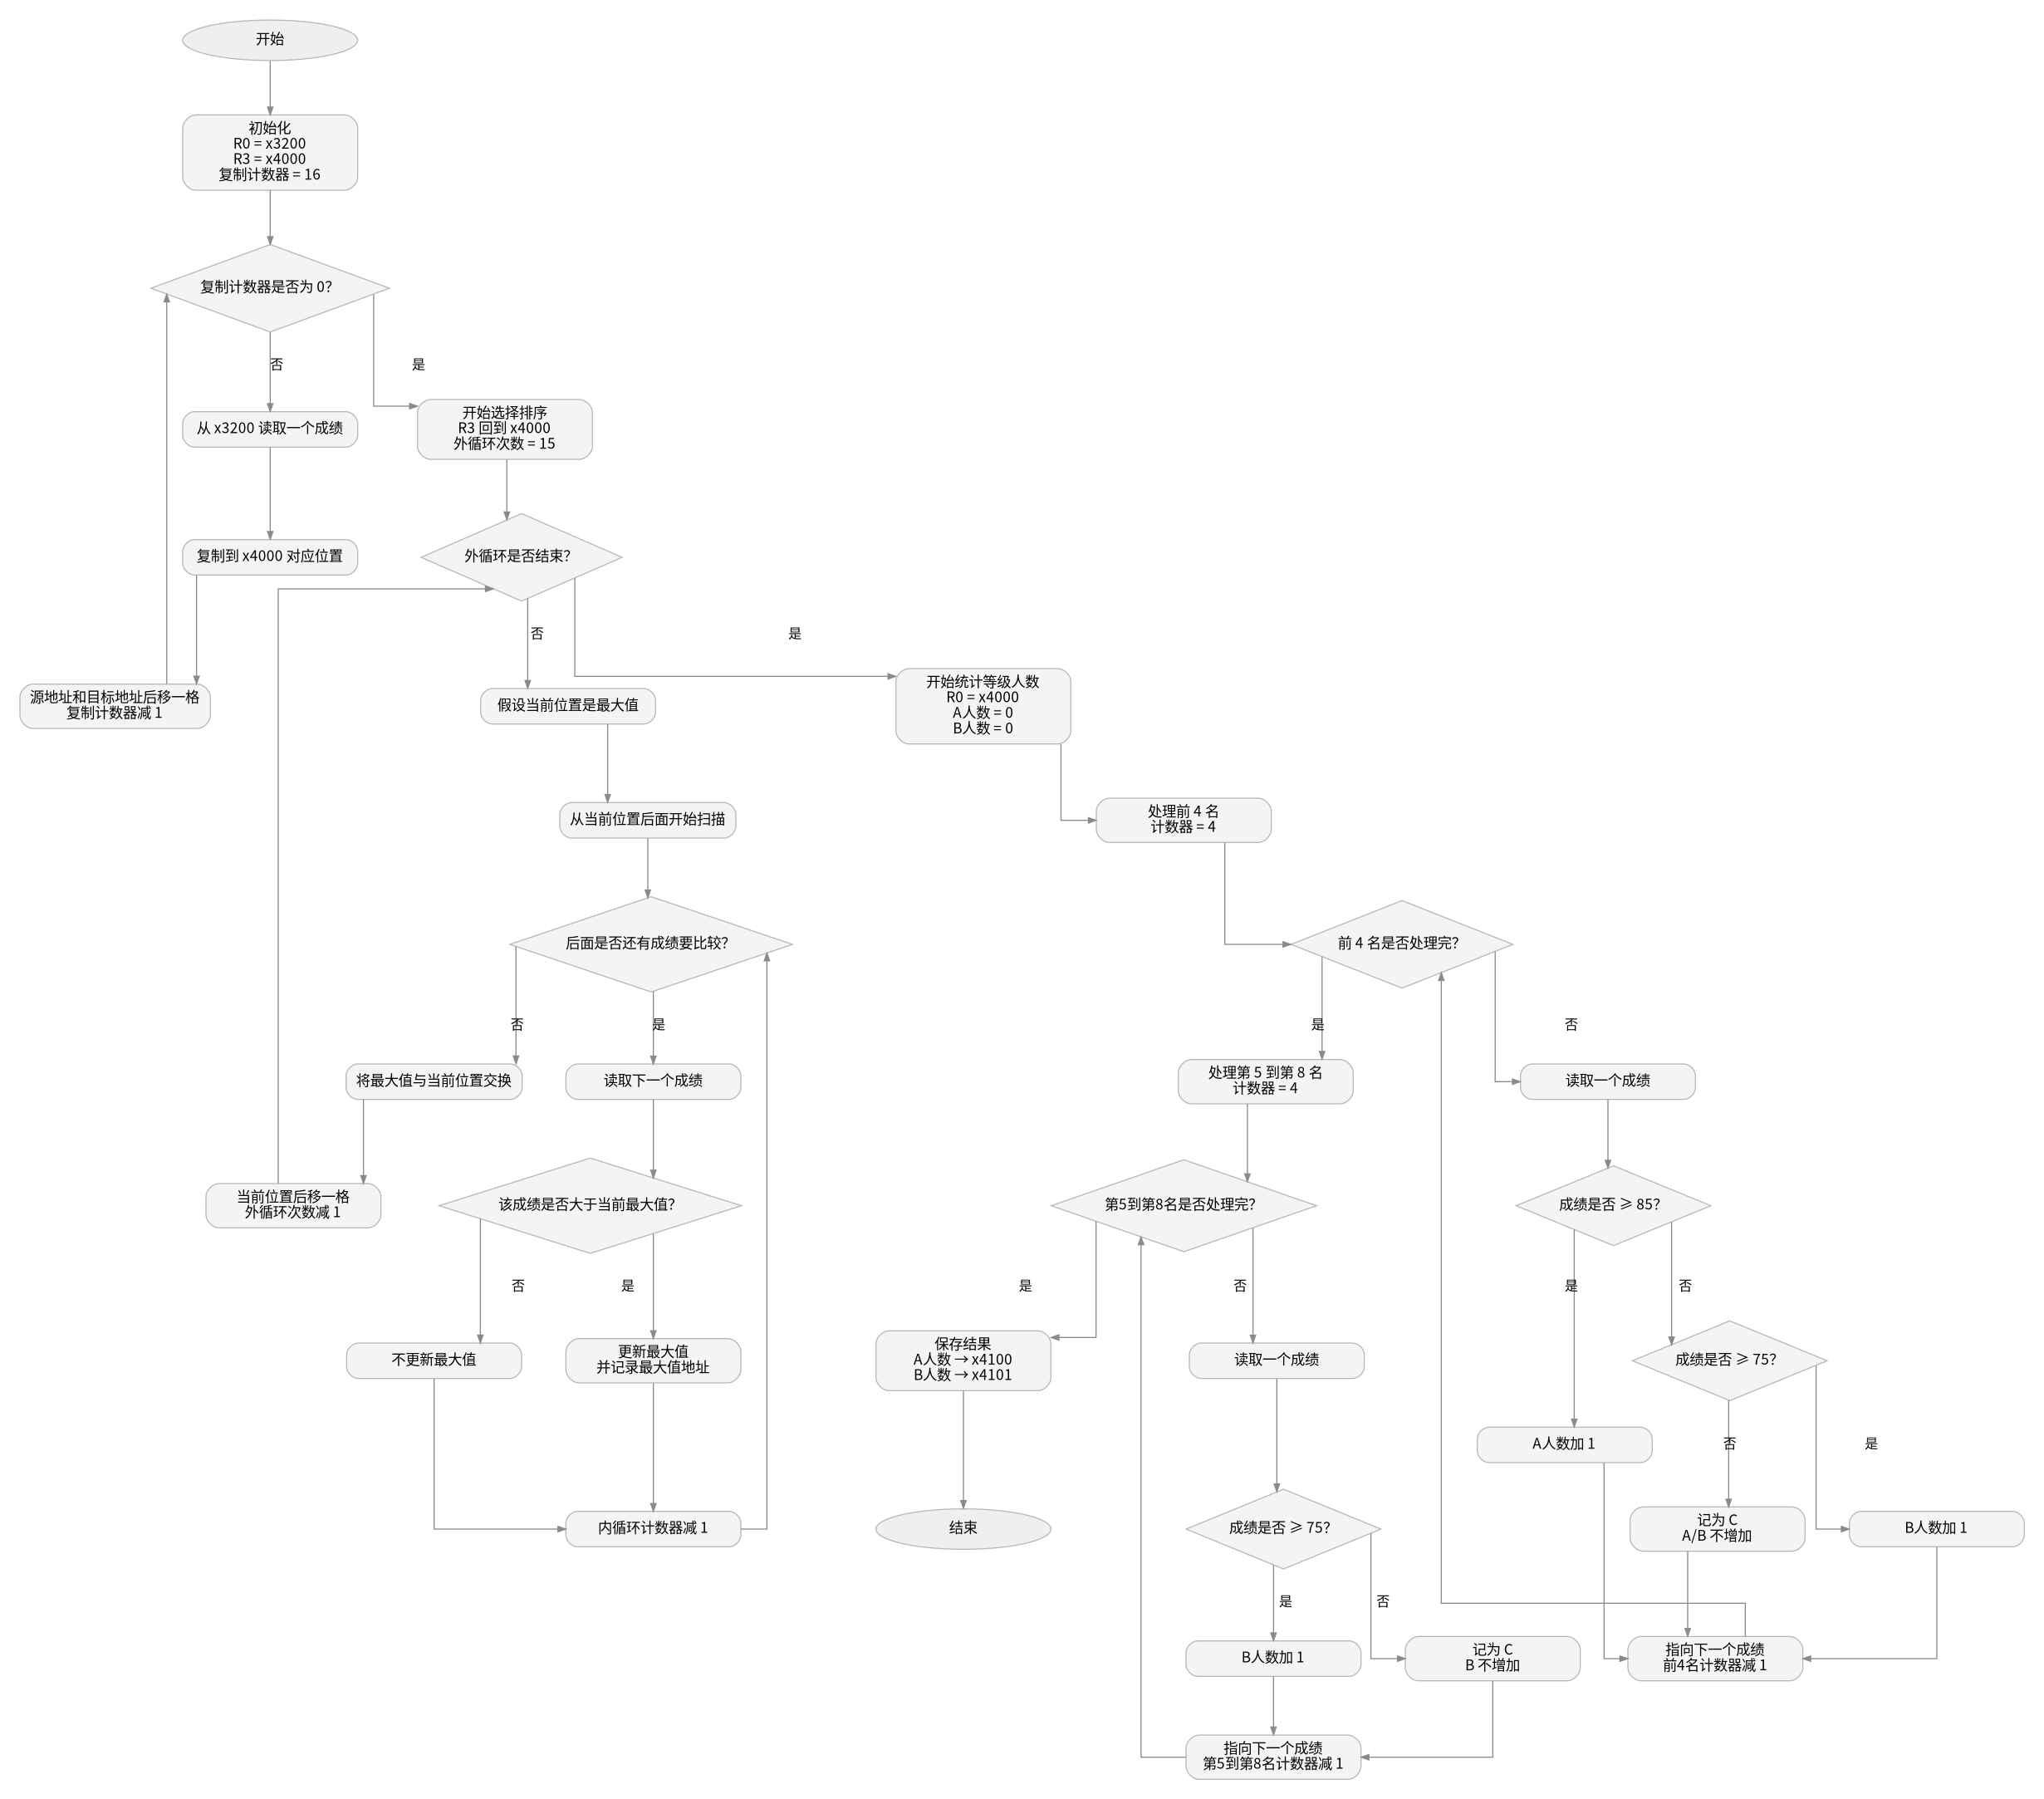 开始
初始化
R0 = x3200
R3 = x4000
复制计数器 = 16
复制计数器是否为 0?
否
是
从 x3200 读取一个成绩
开始选择排序
R3 回到 x4000
外循环次数 = 15
复制到 x4000 对应位置
外循环是否结束?
否
是
源地址和目标地址后移一格
复制计数器减 1
假设当前位置是最大值
开始统计等级人数
R0 = x4000
A人数 = 0
B人数 = 0
从当前位置后面开始扫描
处理前 4 名
计数器 = 4
后面是否还有成绩要比较?
前 4 名是否处理完?
否
是
是
否
将最大值与当前位置交换
读取下一个成绩
处理第 5 到第 8 名
计数器 = 4
读取一个成绩
当前位置后移一格
外循环次数减 1
该成绩是否大于当前最大值?
第5到第8名是否处理完?
成绩是否 ≥ 85?
否
是
是
否
是
否
不更新最大值
更新最大值
并记录最大值地址
保存结果
A人数 → x4100
B人数 → x4101
读取一个成绩
成绩是否 ≥ 75?
A人数加 1
否
是
内循环计数器减 1
结束
成绩是否 ≥ 75?
记为 C
A/B 不增加
B人数加 1
是
否
B人数加 1
记为 C
B 不增加
指向下一个成绩
前4名计数器减 1
指向下一个成绩
第5到第8名计数器减 1